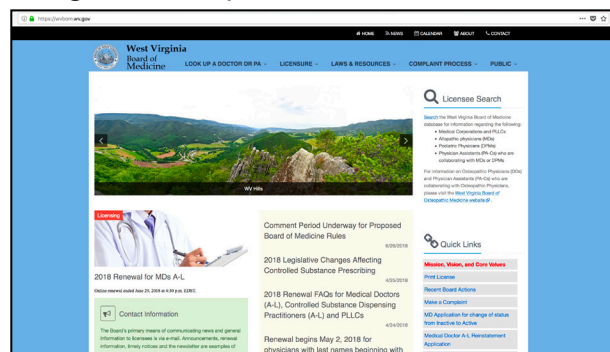 https://wvbom.wv.gov
HOME NEWS CALENDAR ABOUT CONTACT
West Virginia
Board of
Medicine
LOOK UP A DOCTOR OR PA LICENSURE LAWS & RESOURCES COMPLAINT PROCESS PUBLIC
WV Hills
Licensee Search
Search the West Virginia Board of Medicine
database for information regarding the following:
• Medical Corporations and PLLCs
• Allopathic physicians (MDs)
• Podiatric Physicians (DPMs)
• Physician Assistants (PA-Cs) who are
collaborating with MDs or DPMs
For information on Osteopathic Physicians (DOs)
and Physician Assistants (PA-Cs) who are
collaborating with Osteopathic Physicians,
please visit the West Virginia Board of
Osteopathic Medicine website
Licensing
2018 Renewal for MDs A-L
Online renewal ended June 29, 2018 at 4:30 p.m. EDST.
Contact Information
The Board's primary means of communicating news and general
information to licensees is via e-mail. Announcements, renewal
information, timely notices and the newsletter are examples of
Comment Period Underway for Proposed
Board of Medicine Rules
6/26/2018
2018 Legislative Changes Affecting
Controlled Substance Prescribing
4/25/2018
2018 Renewal FAQs for Medical Doctors
(A-L), Controlled Substance Dispensing
Practitioners (A-L) and PLLCs
4/24/2018
Renewal begins May 2, 2018 for
physicians with last names beginning with
Quick Links
Mission, Vision, and Core Values
Print License
Recent Board Actions
Make a Complaint
MD Application for change of status
from Inactive to Active
Medical Doctor A-L Reinstatement
Application